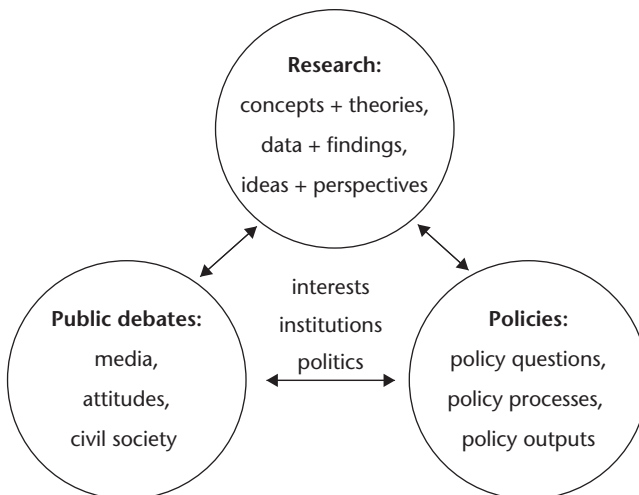 Research:
concepts + theories,
data + findings,
ideas + perspectives
interests
institutions
politics
Public debates:
media,
attitudes,
civil society
Policies:
policy questions,
policy processes,
policy outputs